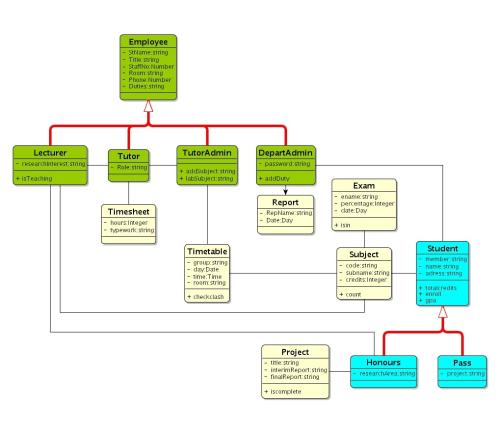 Employee
- StName:string
- Title:string
- StaffNo:Number
- Room:string
- Phone:Number
- Duties:string
Lecturer
- researchInterest:string
+ isTeaching
Tutor
- Role:string
TutorAdmin
+ addSubject:string
+ labSubject:string
DepartAdmin
- password:string
+ addDuty
Exam
- ename:string
- percentage:Integer
- date:Day
+ isin
Report
- RepName:string
- Date:Day
Timesheet
- hours:Integer
- typework:string
Timetable
- group:string
- day:Date
- time:Time
- room:string
+ checkclash
Subject
- code:string
- subname:string
- credits:Integer
+ count
Student
- member:string
- name:string
- adress:string
+ totalcredits
+ enroll
+ gpa
Project
- title:string
- interimReport:string
- finalReport:string
+ iscomplete
Honours
- researchArea:string
Pass
- project:string